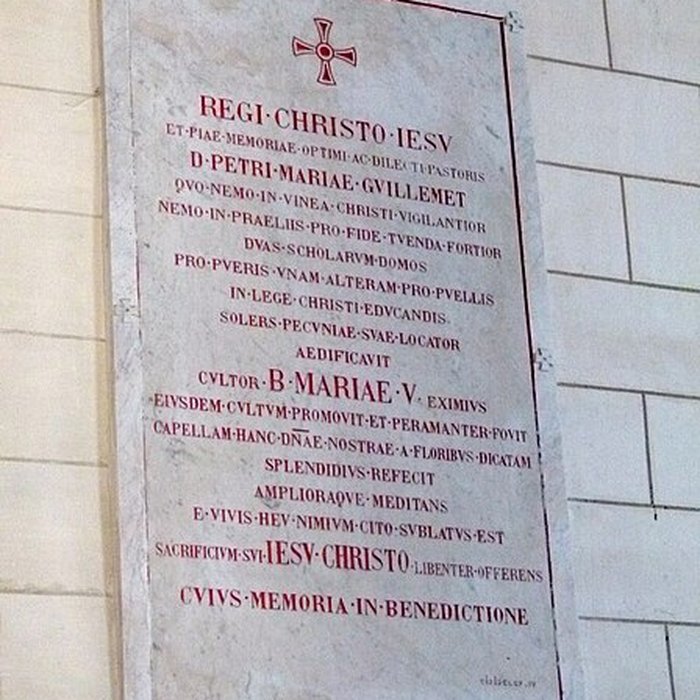 REGI·CHRISTO·IESV
ET·PIAE·MEMORIAE·OPTIMI·AC·DILECTI·PASTORIS
D·PETRI·MARIAE·GVILLEMET
QVO·NEMO·IN·VINEA·CHRISTI·VIGILANTIOR
NEMO·IN·PRAELIIS·PRO·FIDE·TVENDA·FORTIOR
DVAS·SCHOLARVM·DOMOS
PRO·PVERIS·VNAM·ALTERAM·PRO·PVELLIS
IN·LEGE·CHRISTI·EDVCANDIS·
SOLERS·PECVNIAE·SVAE·LOCATOR
AEDIFICAVIT
CVLTOR·B·MARIAE·V· EXIMIVS
EIVSDEM·CVLTVM·PROMOVIT·ET·PERAMANTER·FOVIT
CAPELLAM·HANC·DN̅AE·NOSTRAE·A·FLORIBVS·DICATAM
SPLENDIDIVS·REFECIT
AMPLIORAQVE·MEDITANS
E·VIVIS·HEV·NIMIVM·CITO·SVBLATVS·EST
SACRIFICIVM·SVI·IESV·CHRISTO·LIBENTER·OFFERENS
CVIVS·MEMORIA·IN·BENEDICTIONE